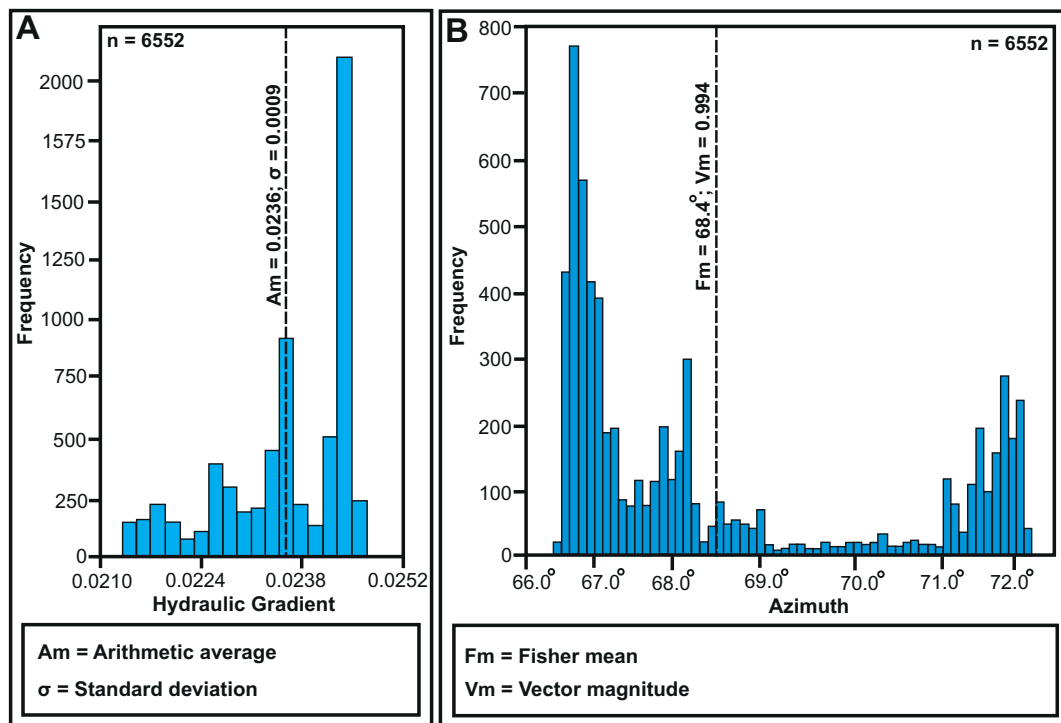 A
n = 6552
Am = 0.0236; σ = 0.0009
Frequency
2000
1575
1500
1250
1000
750
500
250
0
0.0210
0.0224
0.0238
0.0252
Hydraulic Gradient
Am = Arithmetic average
σ = Standard deviation
B
n = 6552
Fm = 68.4°; Vm = 0.994
Frequency
800
700
600
500
400
300
200
100
0
66.0°
67.0°
68.0°
69.0°
70.0°
71.0°
72.0°
Azimuth
Fm = Fisher mean
Vm = Vector magnitude